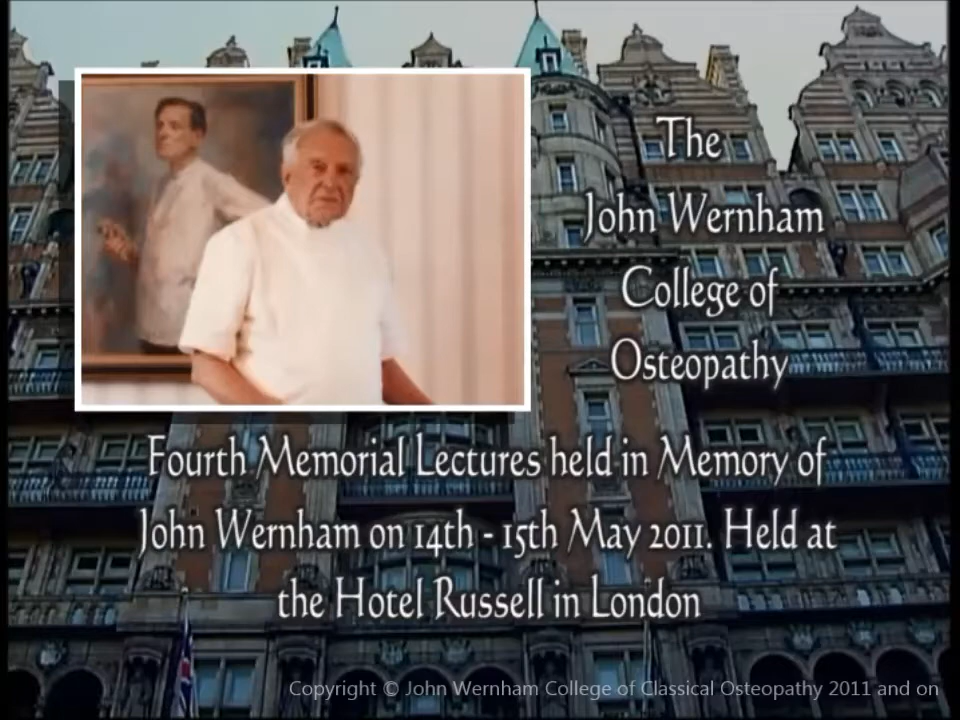 The
John Wernham
College of
Osteopathy
Fourth Memorial Lectures held in Memory of
John Wernham on 14th - 15th May 2011. Held at
the Hotel Russell in London
Copyright © John Wernham College of Classical Osteopathy 2011 and on